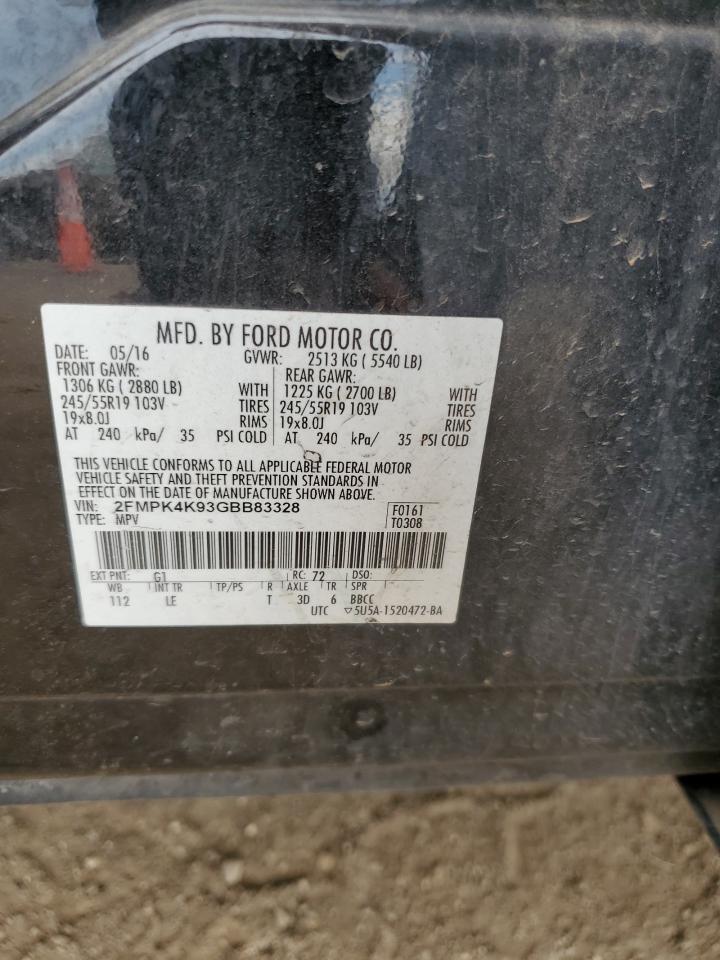 MFD. BY FORD MOTOR CO.
DATE: 05/16 GVWR: 2513 KG ( 5540 LB)
FRONT GAWR: REAR GAWR:
1306 KG ( 2880 LB) WITH 1225 KG ( 2700 LB) WITH
245/55R19 103V TIRES 245/55R19 103V TIRES
19x8.0J RIMS 19x8.0J RIMS
AT 240 kPa/ 35 PSI COLD AT 240 kPa/ 35 PSI COLD
THIS VEHICLE CONFORMS TO ALL APPLICABLE FEDERAL MOTOR
VEHICLE SAFETY AND THEFT PREVENTION STANDARDS IN
EFFECT ON THE DATE OF MANUFACTURE SHOWN ABOVE.
VIN: 2FMPK4K93GBB83328 F0161
TYPE: MPV T0308
EXT PNT: G1 RC: 72 DSO:
WB INT TR TP/PS R AXLE TR SPR
112 LE T 3D 6 BBCC
UTC ▽5U5A-1520472-BA